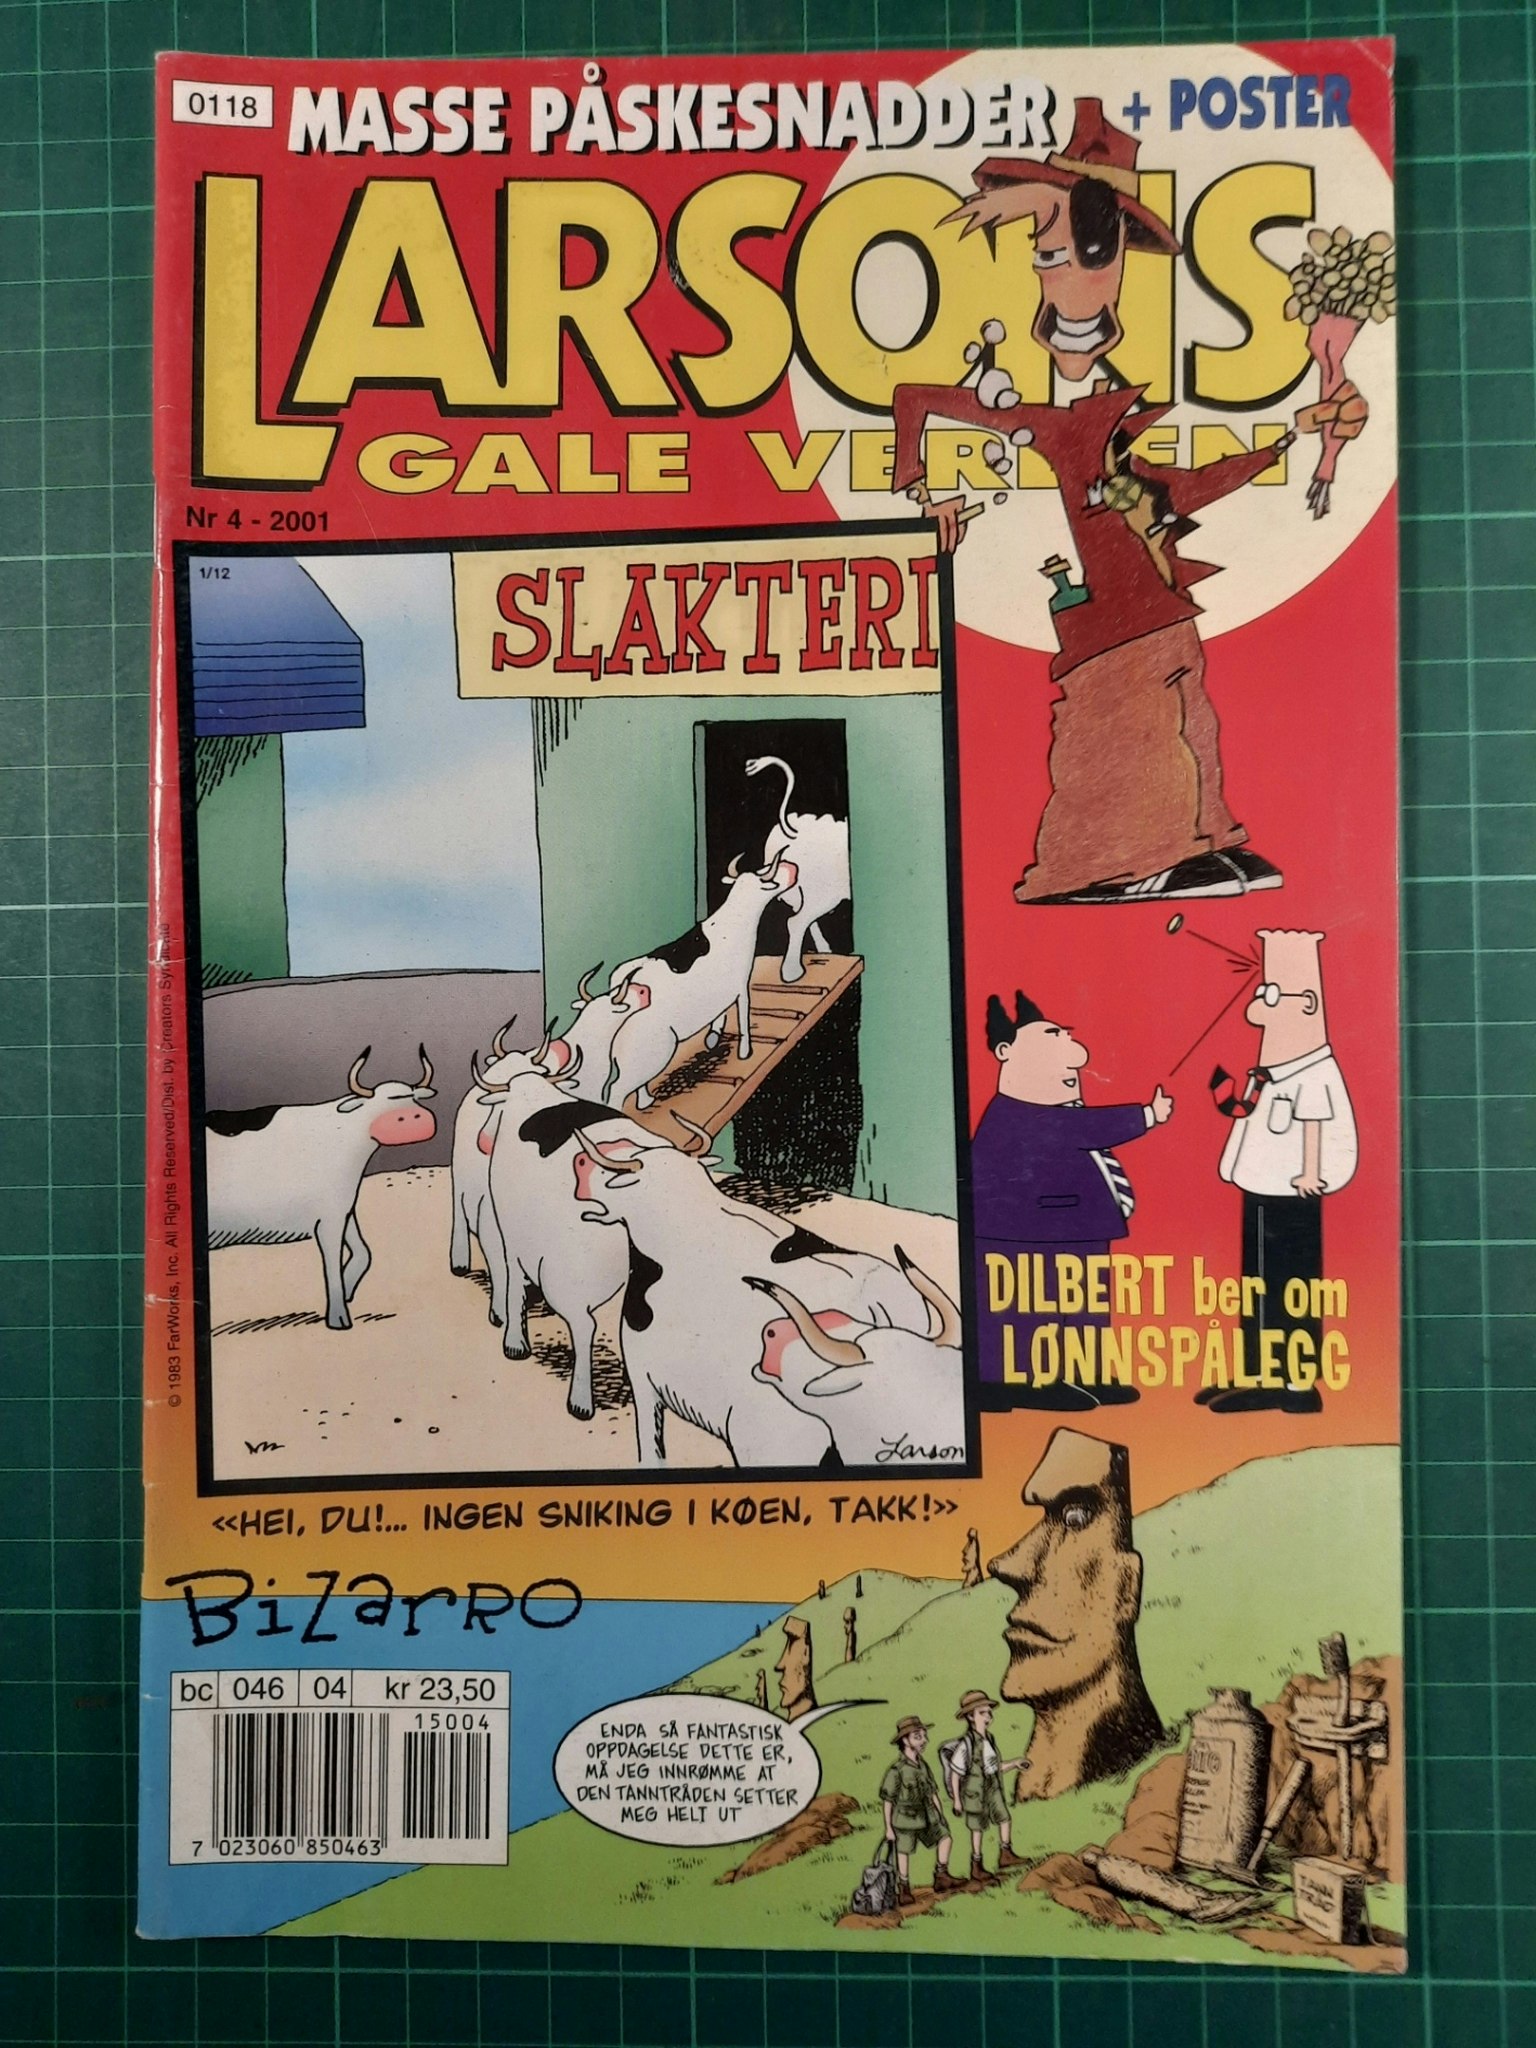 0118
MASSE PÅSKESNADDER + POSTER
LARSONS
GALE VERDEN
Nr 4 - 2001
1/12
SLAKTERI
© 1983 FarWorks, Inc. All Rights Reserved/Dist. by Creators Syndicate
Larson
DILBERT ber om
LØNNSPÅLEGG
«HEI, DU!... INGEN SNIKING I KØEN, TAKK!»
BIZARRO
bc 046 04 kr 23,50
15004
7 023060 850463
ENDA SÅ FANTASTISK
OPPDAGELSE DETTE ER,
MÅ JEG INNRØMME AT
DEN TANNTRÅDEN SETTER
MEG HELT UT
TANN
TRÅD